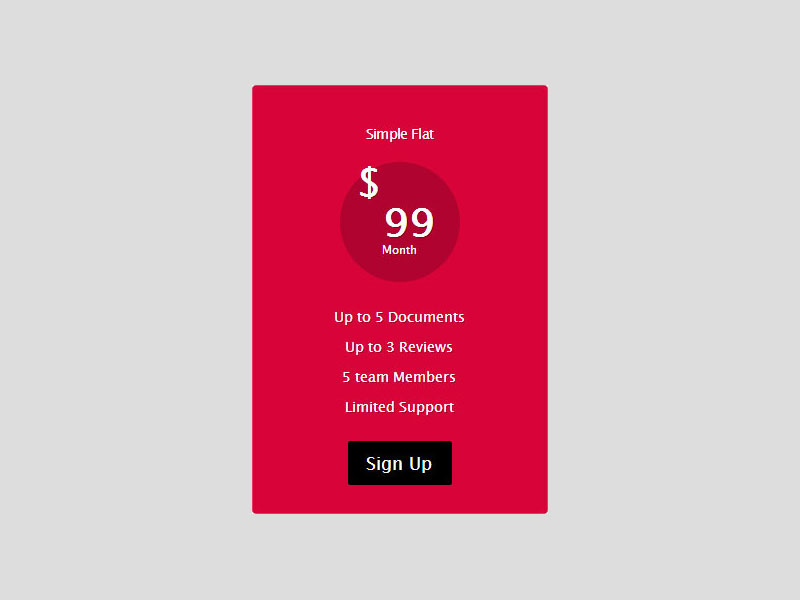 Simple Flat
$
99
Month
Up to 5 Documents
Up to 3 Reviews
5 team Members
Limited Support
Sign Up